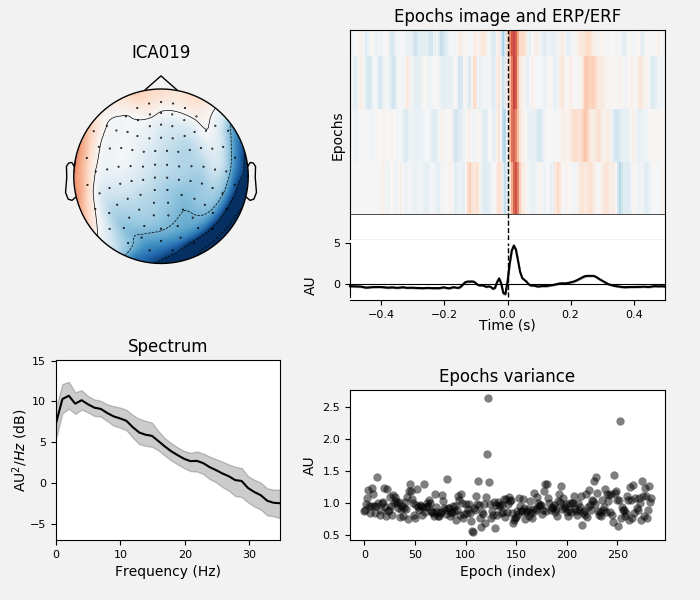 ICA019
Epochs image and ERP/ERF
Epochs
5
0
AU
−0.4 −0.2 0.0 0.2 0.4
Time (s)
Spectrum
15
10
5
0
−5
AU²/Hz (dB)
0 10 20 30
Frequency (Hz)
Epochs variance
2.5
2.0
1.5
1.0
0.5
AU
0 50 100 150 200 250
Epoch (index)